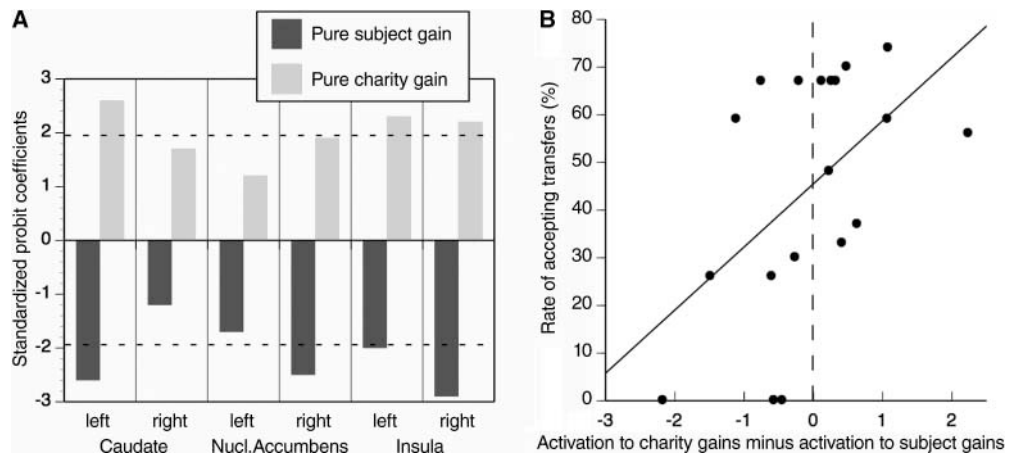 A
Pure subject gain
Pure charity gain
Standardized probit coefficients
3
2
1
0
-1
-2
-3
left right left right left right
Caudate Nucl.Accumbens Insula
B
Rate of accepting transfers (%)
80
70
60
50
40
30
20
10
0
-3 -2 -1 0 1 2
Activation to charity gains minus activation to subject gains